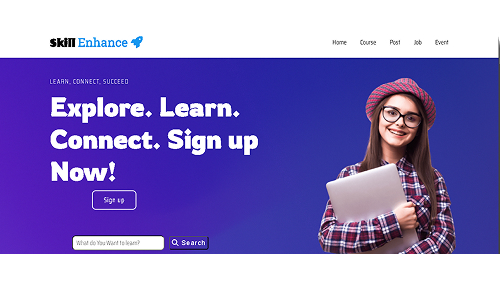 Skill Enhance
Home Course Post Job Event
LEARN, CONNECT, SUCCEED
Explore. Learn.
Connect. Sign up
Now!
Sign up
What do You Want to learn? Search